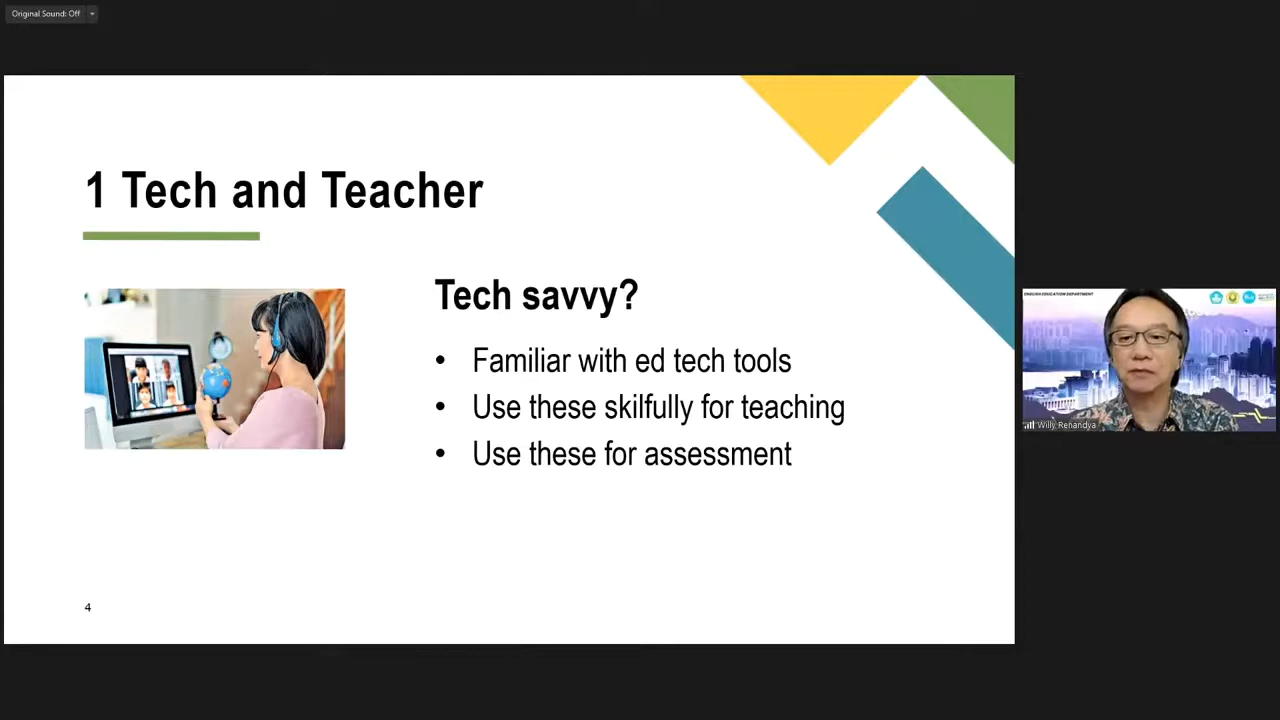 Original Sound: Off
1 Tech and Teacher
Tech savvy?
• Familiar with ed tech tools
• Use these skilfully for teaching
• Use these for assessment
4
ENGLISH EDUCATION DEPARTMENT
Willy Renandya